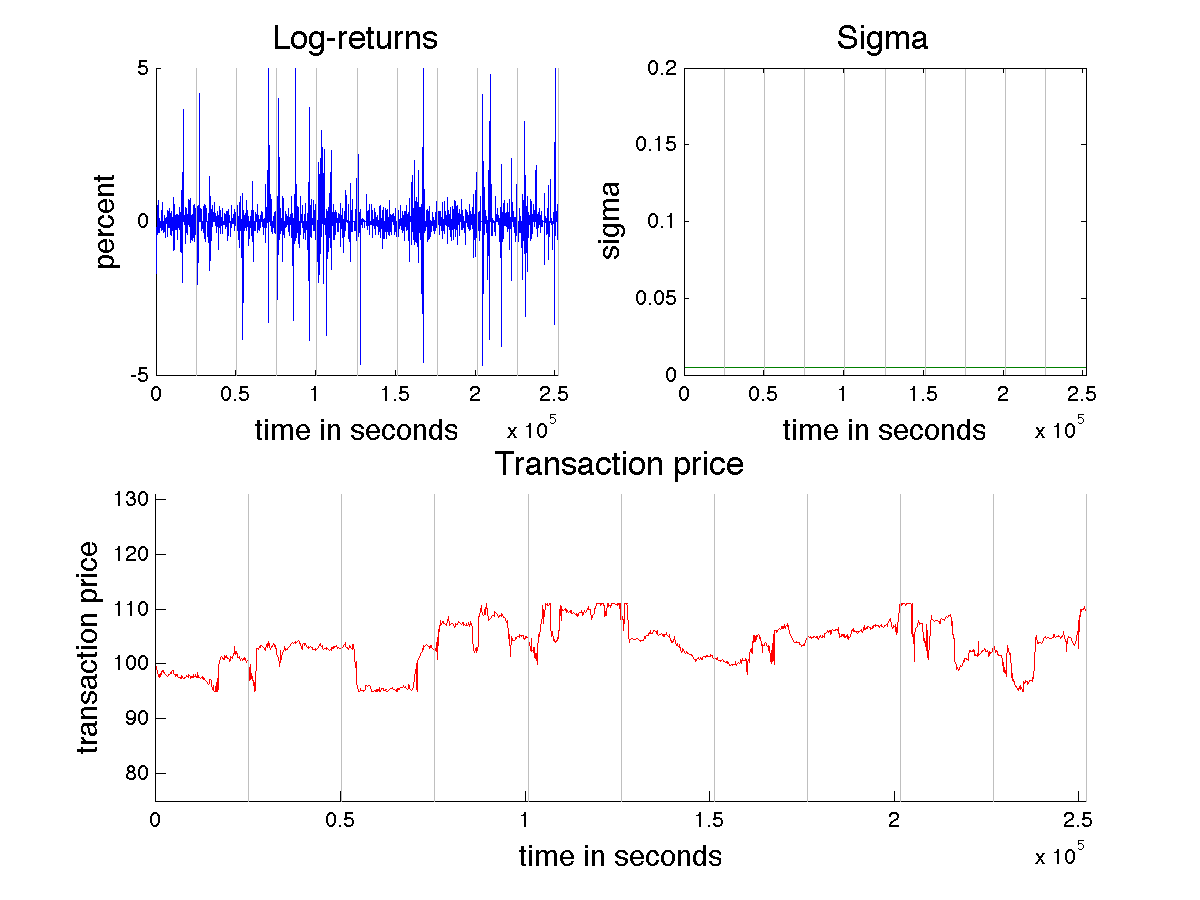 Log-returns
5
0
-5
percent
0 0.5 1 1.5 2 2.5
x 10^5
time in seconds
Sigma
0.2
0.15
0.1
0.05
0
sigma
0 0.5 1 1.5 2 2.5
x 10^5
time in seconds
Transaction price
130
120
110
100
90
80
transaction price
0 0.5 1 1.5 2 2.5
x 10^5
time in seconds